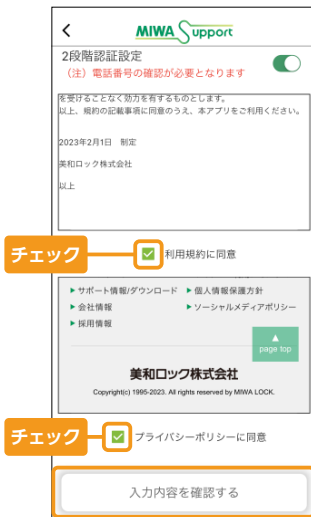 MIWA Support
2段階認証設定
（注）電話番号の確認が必要となります
を受けることなく効力を有するものとします。
以上、規約の記載事項に同意のうえ、本アプリをご利用ください。
2023年2月1日　制定
美和ロック株式会社
以上
チェック
利用規約に同意
サポート情報/ダウンロード
個人情報保護方針
会社情報
ソーシャルメディアポリシー
採用情報
page top
美和ロック株式会社
Copyright(c) 1995-2023. All rights reserved by MIWA LOCK.
チェック
プライバシーポリシーに同意
入力内容を確認する